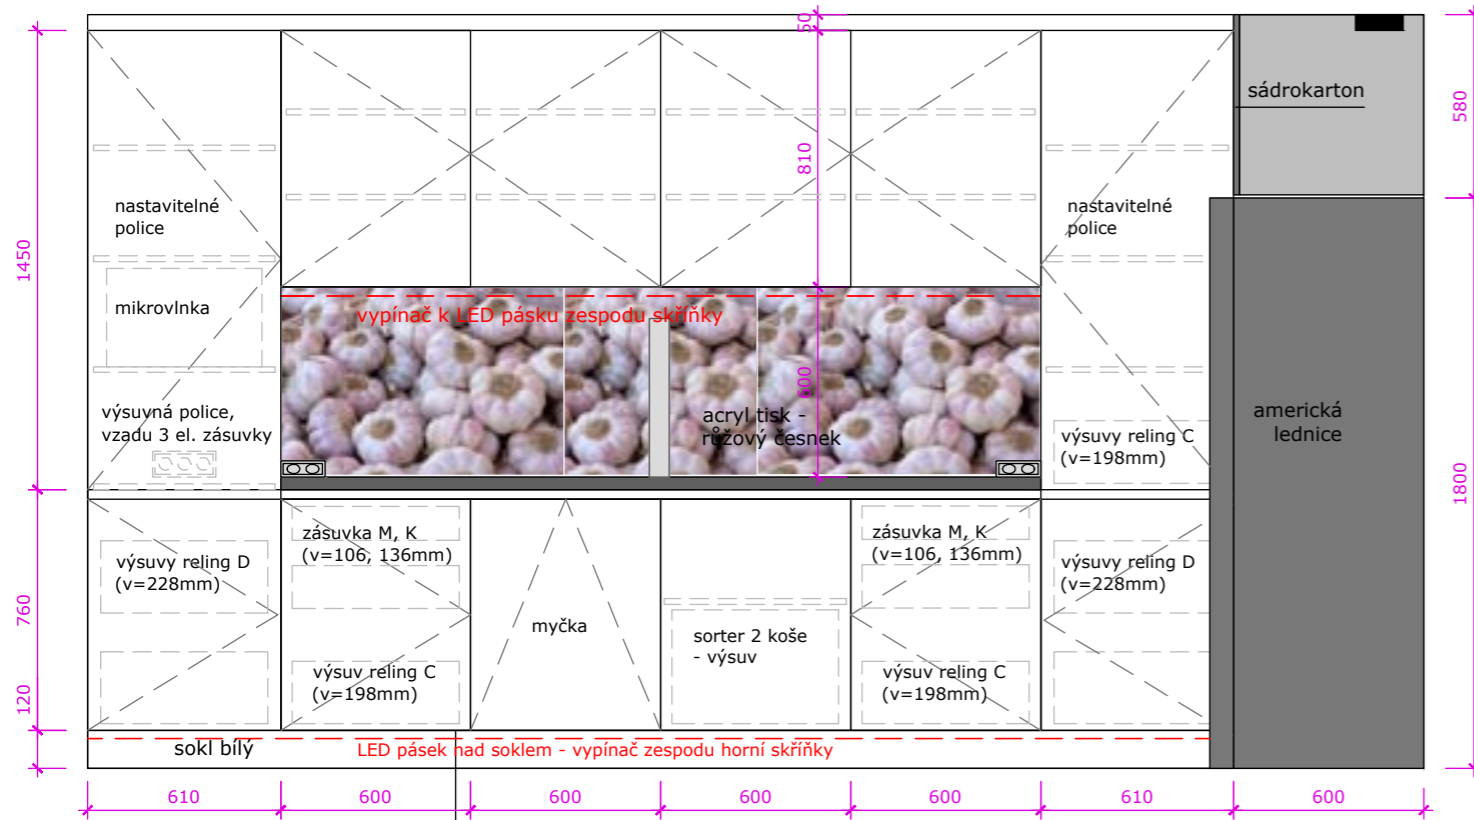 50
sádrokarton
580
810
nastavitelné
police
nastavitelné
police
1450
mikrovlnka
vypínač k LED pásku zespodu skříňky
600
výsuvná police,
vzadu 3 el. zásuvky
acryl tisk -
růžový česnek
výsuvy reling C
(v=198mm)
americká
lednice
1800
zásuvka M, K
(v=106, 136mm)
zásuvka M, K
(v=106, 136mm)
výsuvy reling D
(v=228mm)
výsuvy reling D
(v=228mm)
760
myčka
sorter 2 koše
- výsuv
výsuv reling C
(v=198mm)
výsuv reling C
(v=198mm)
120
sokl bílý
LED pásek nad soklem - vypínač zespodu horní skříňky
610
600
600
600
600
610
600